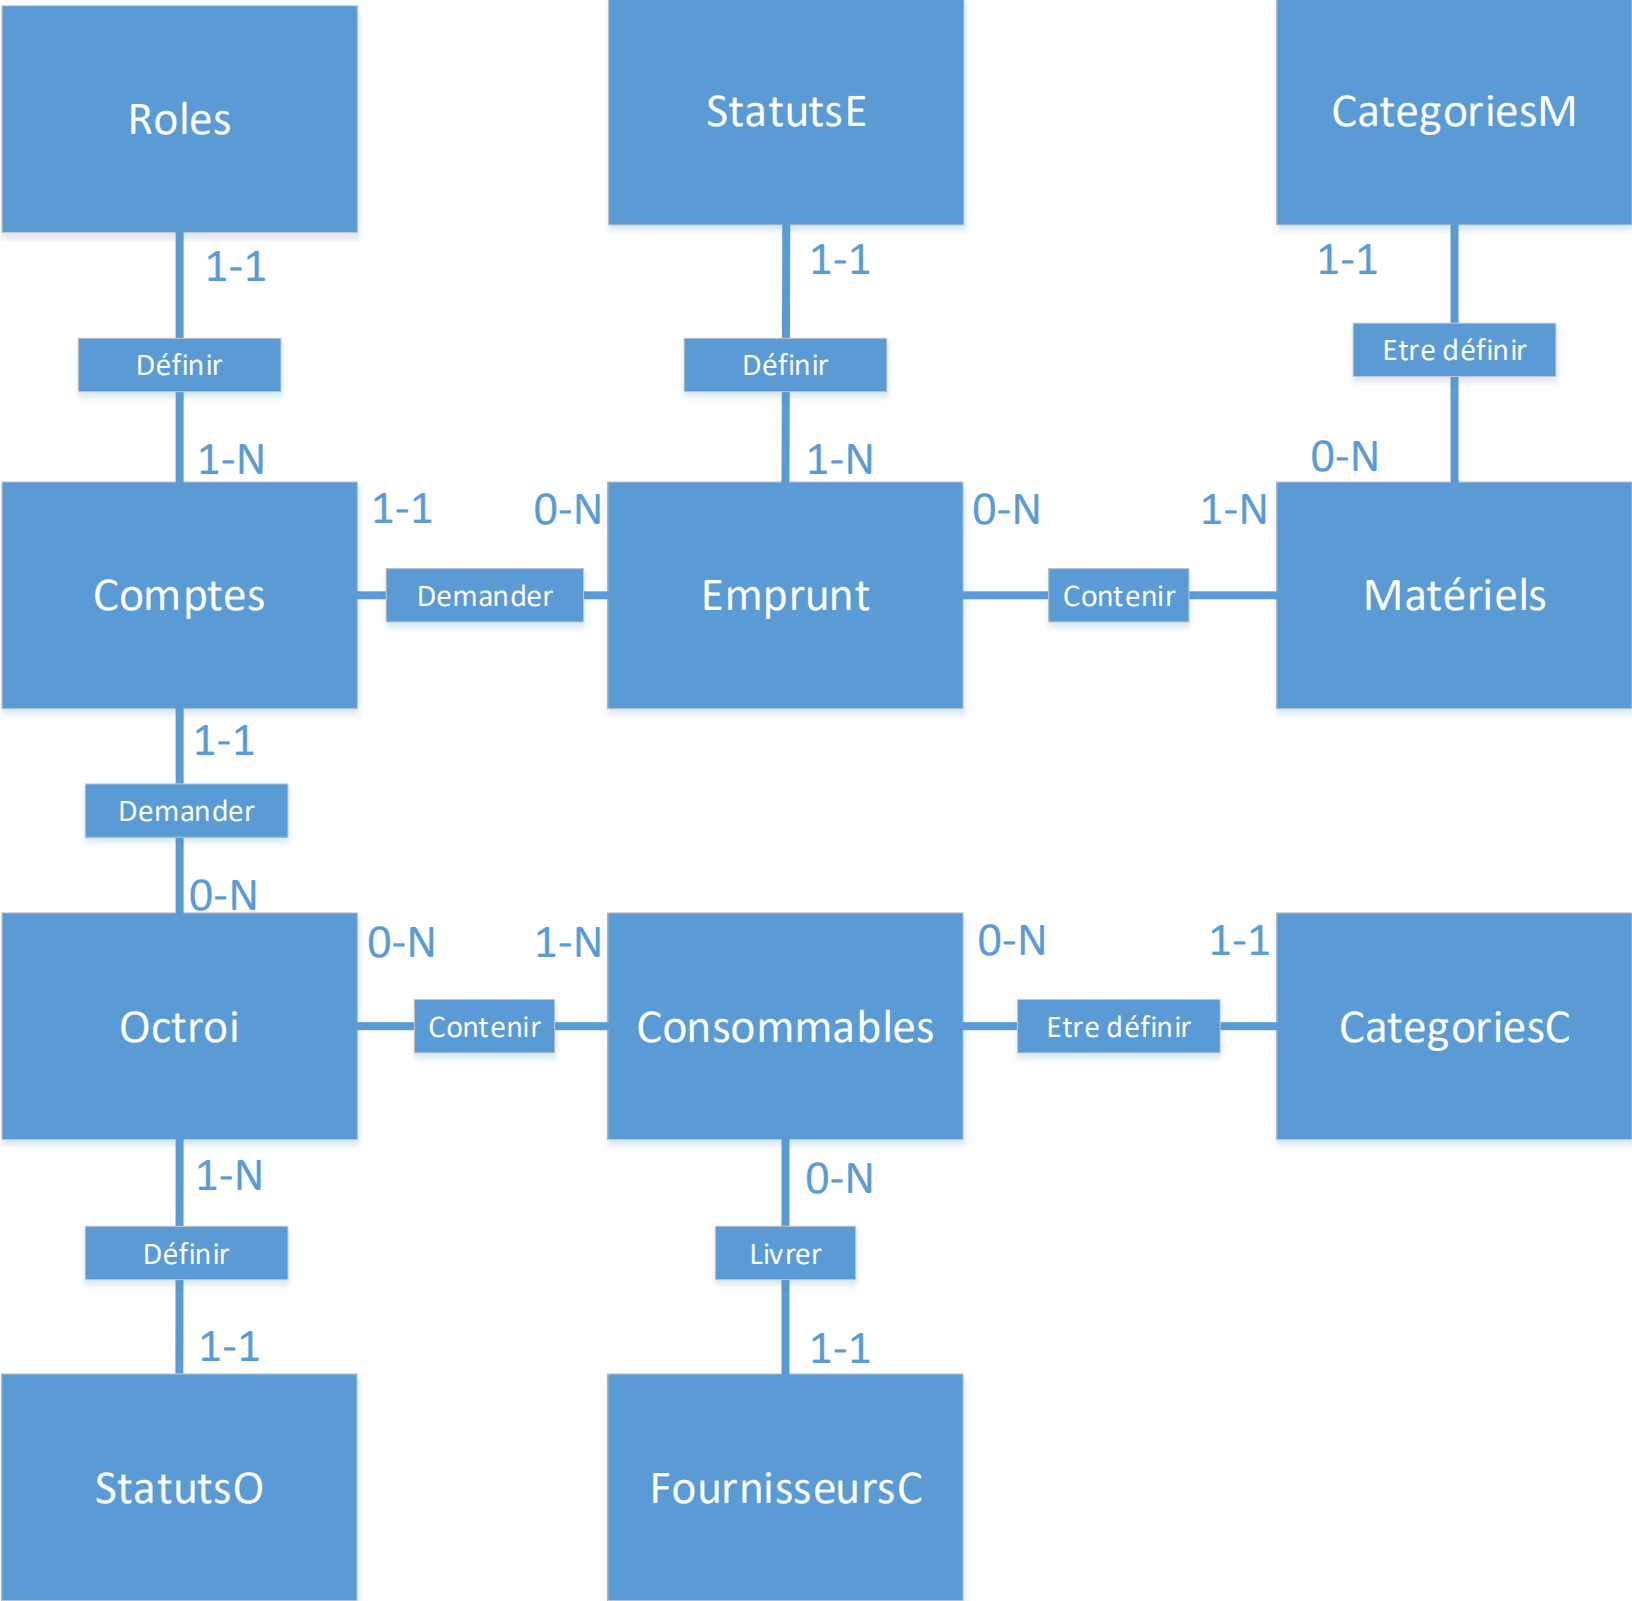 Roles
StatutsE
CategoriesM
1-1
1-1
1-1
Définir
Définir
Etre définir
1-N
1-N
0-N
1-1
0-N
0-N
1-N
Comptes
Demander
Emprunt
Contenir
Matériels
1-1
Demander
0-N
0-N
1-N
0-N
1-1
Octroi
Contenir
Consommables
Etre définir
CategoriesC
1-N
0-N
Définir
Livrer
1-1
1-1
StatutsO
FournisseursC